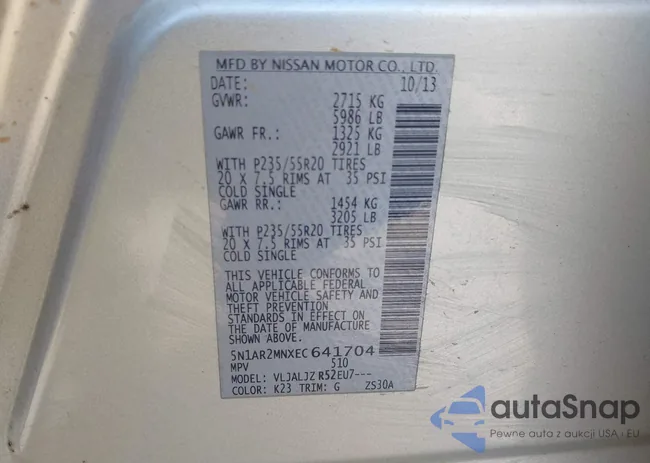 MFD BY NISSAN MOTOR CO., LTD.
DATE: 10/13
GVWR: 2715 KG
5986 LB
GAWR FR.: 1325 KG
2921 LB
WITH P235/55R20 TIRES
20 X 7.5 RIMS AT 35 PSI
COLD SINGLE
GAWR RR.: 1454 KG
3205 LB
WITH P235/55R20 TIRES
20 X 7.5 RIMS AT 35 PSI
COLD SINGLE
THIS VEHICLE CONFORMS TO
ALL APPLICABLE FEDERAL
MOTOR VEHICLE SAFETY AND
THEFT PREVENTION
STANDARDS IN EFFECT ON
THE DATE OF MANUFACTURE
SHOWN ABOVE.
5N1AR2MNXEC641704
MPV 510
MODEL: VLJALJZ R52EU7---
COLOR: K23 TRIM: G ZS30A
autaSnap
Pewne auta z aukcji USA i EU